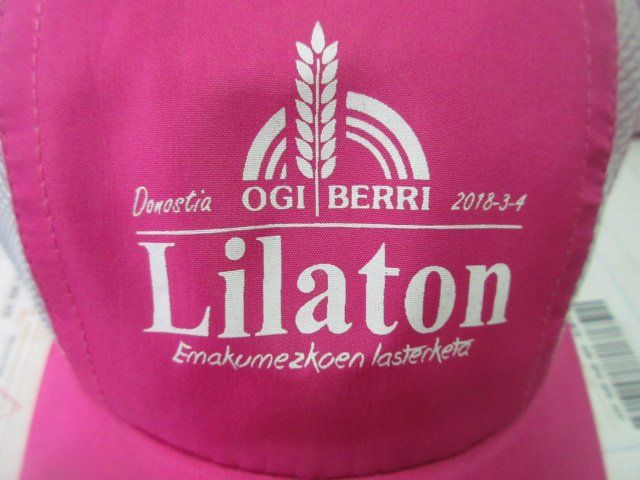 Donostia OGI BERRI 2018-3-4
Lilaton
Emakumezkoen lasterketa